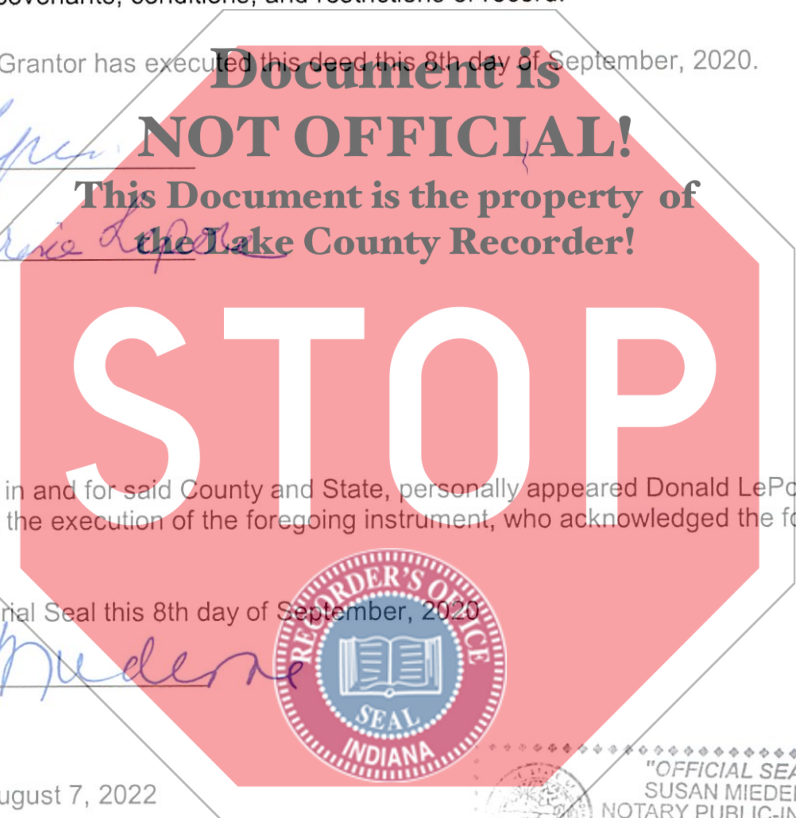 covenants, conditions, and restrictions of record.
Grantor has executed this deed this 8th day of September, 2020.
Document is
NOT OFFICIAL!
This Document is the property of
the Lake County Recorder!
STOP
in and for said County and State, personally appeared Donald LePo
the execution of the foregoing instrument, who acknowledged the fo
rial Seal this 8th day of September, 2020
RECORDER'S OFFICE
SEAL
INDIANA
ugust 7, 2022
"OFFICIAL SEA
SUSAN MIEDE
NOTARY PUBLIC-IN